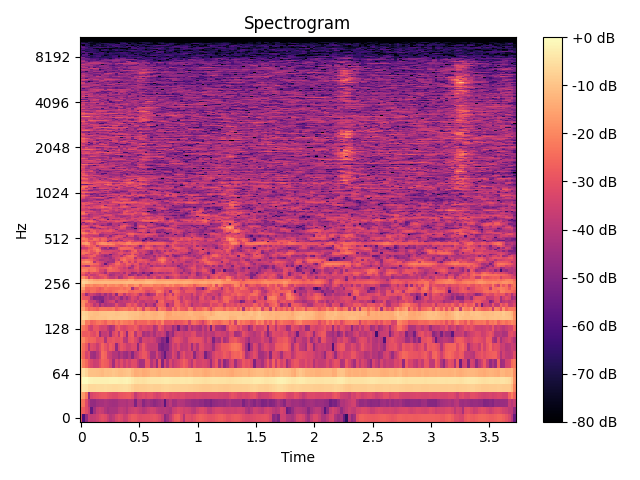 Spectrogram
8192
4096
2048
1024
512
256
128
64
0
Hz
0
0.5
1
1.5
2
2.5
3
3.5
Time
+0 dB
-10 dB
-20 dB
-30 dB
-40 dB
-50 dB
-60 dB
-70 dB
-80 dB